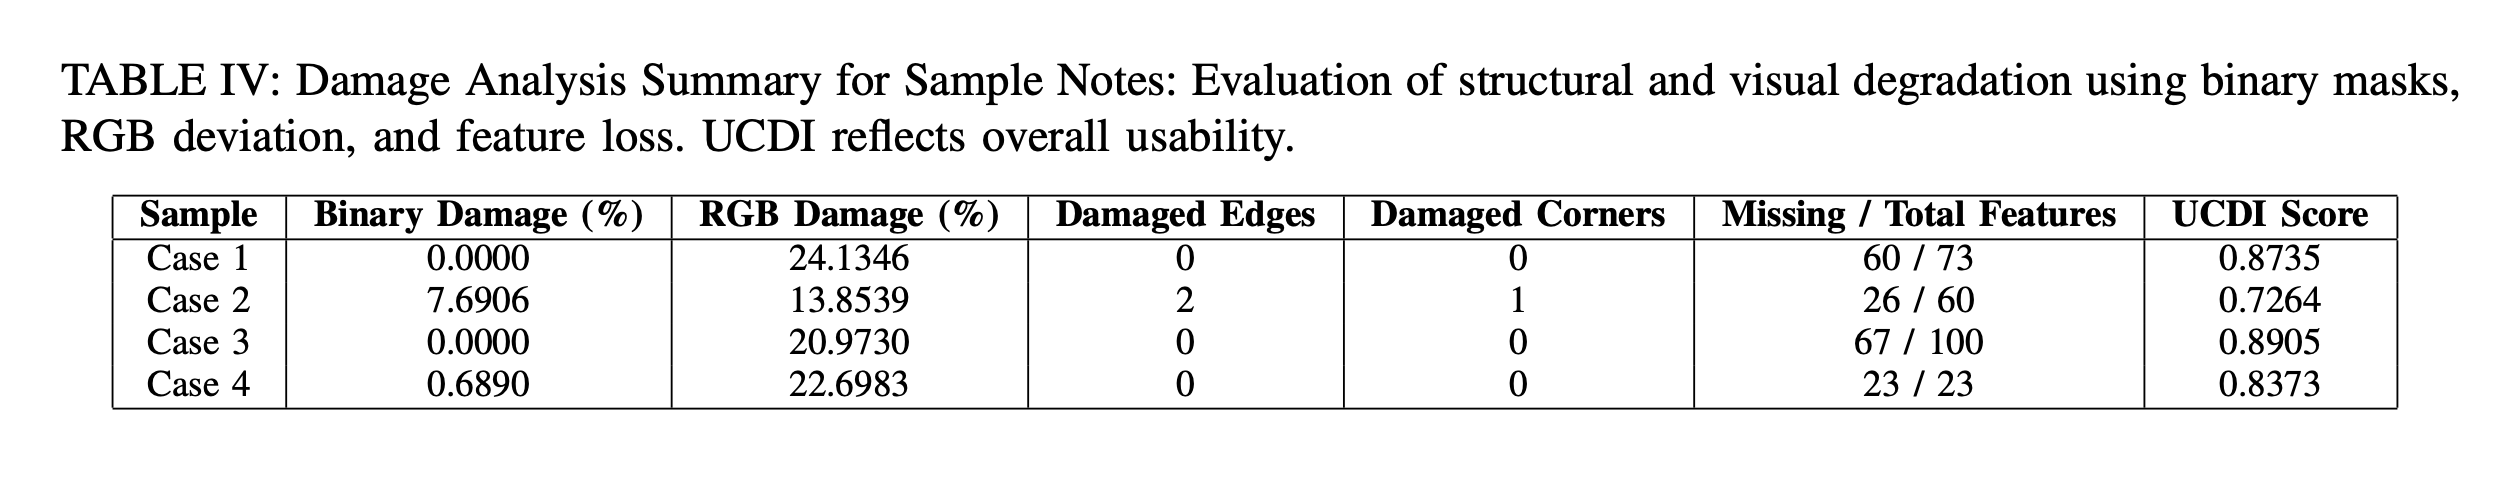 TABLE IV: Damage Analysis Summary for Sample Notes: Evaluation of structural and visual degradation using binary masks,
RGB deviation, and feature loss. UCDI reflects overall usability.
Sample Binary Damage (%) RGB Damage (%) Damaged Edges Damaged Corners Missing / Total Features UCDI Score
Case 1 0.0000 24.1346 0 0 60 / 73 0.8735
Case 2 7.6906 13.8539 2 1 26 / 60 0.7264
Case 3 0.0000 20.9730 0 0 67 / 100 0.8905
Case 4 0.6890 22.6983 0 0 23 / 23 0.8373